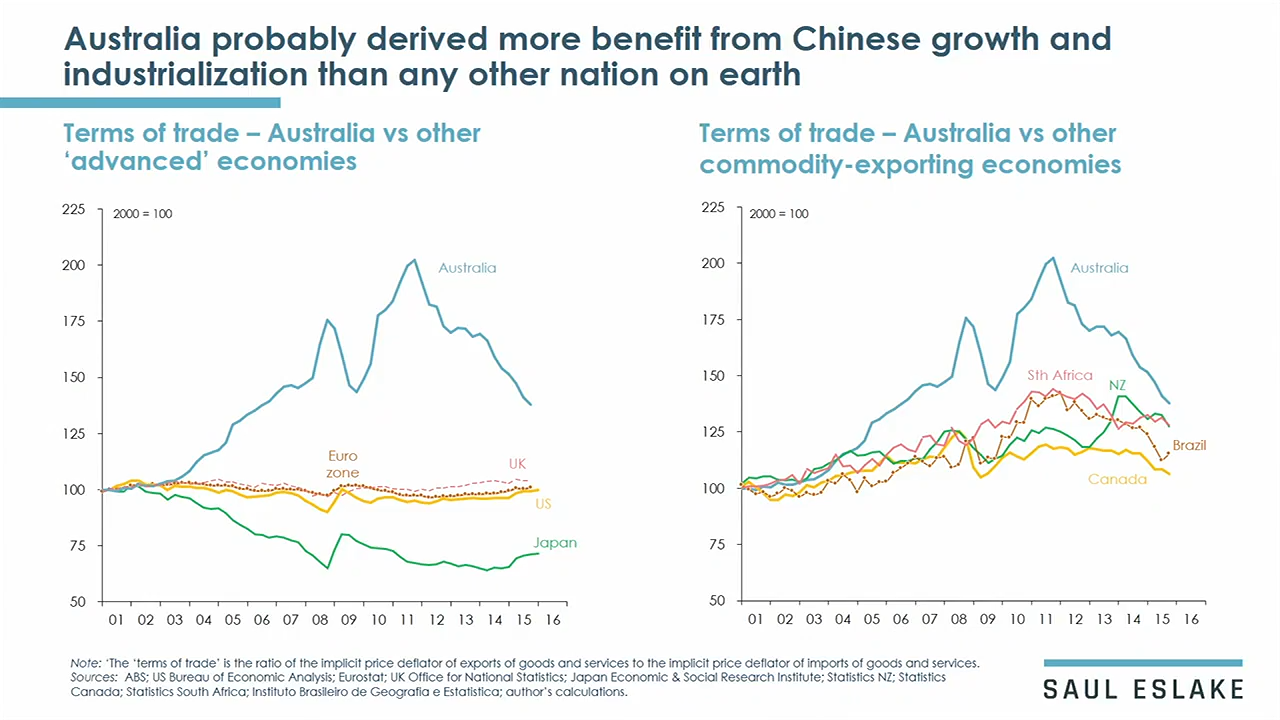 Australia probably derived more benefit from Chinese growth and
industrialization than any other nation on earth
Terms of trade – Australia vs other
‘advanced’ economies
225
2000 = 100
200
175
150
125
100
75
50
Australia
Euro
zone
UK
US
Japan
01 02 03 04 05 06 07 08 09 10 11 12 13 14 15 16
Terms of trade – Australia vs other
commodity-exporting economies
225
2000 = 100
200
175
150
125
100
75
50
Australia
Sth Africa
NZ
Brazil
Canada
01 02 03 04 05 06 07 08 09 10 11 12 13 14 15 16
Note: ‘The ‘terms of trade’ is the ratio of the implicit price deflator of exports of goods and services to the implicit price deflator of imports of goods and services.
Sources: ABS; US Bureau of Economic Analysis; Eurostat; UK Office for National Statistics; Japan Economic & Social Research Institute; Statistics NZ; Statistics
Canada; Statistics South Africa; Instituto Brasileiro de Geografia e Estatistica; author’s calculations.
SAUL ESLAKE